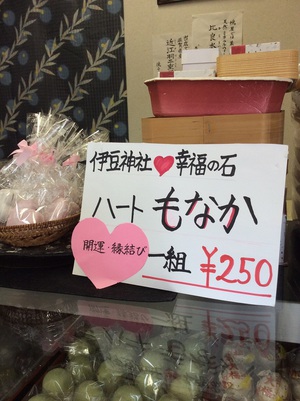 伊豆神社❤幸福の石
ハート もなか
開運・縁結び
一組 ¥250